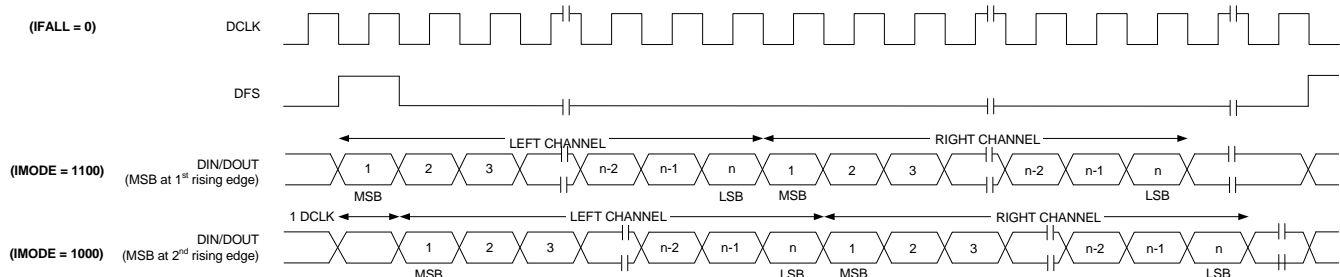 (IFALL = 0) DCLK
DFS
LEFT CHANNEL RIGHT CHANNEL
(IMODE = 1100) DIN/DOUT
(MSB at 1st rising edge)
1 2 3 n-2 n-1 n 1 2 3 n-2 n-1 n
MSB LSB MSB LSB
1 DCLK LEFT CHANNEL RIGHT CHANNEL
(IMODE = 1000) DIN/DOUT
(MSB at 2nd rising edge)
1 2 3 n-2 n-1 n 1 2 3 n-2 n-1 n
MSB LSB MSB LSB